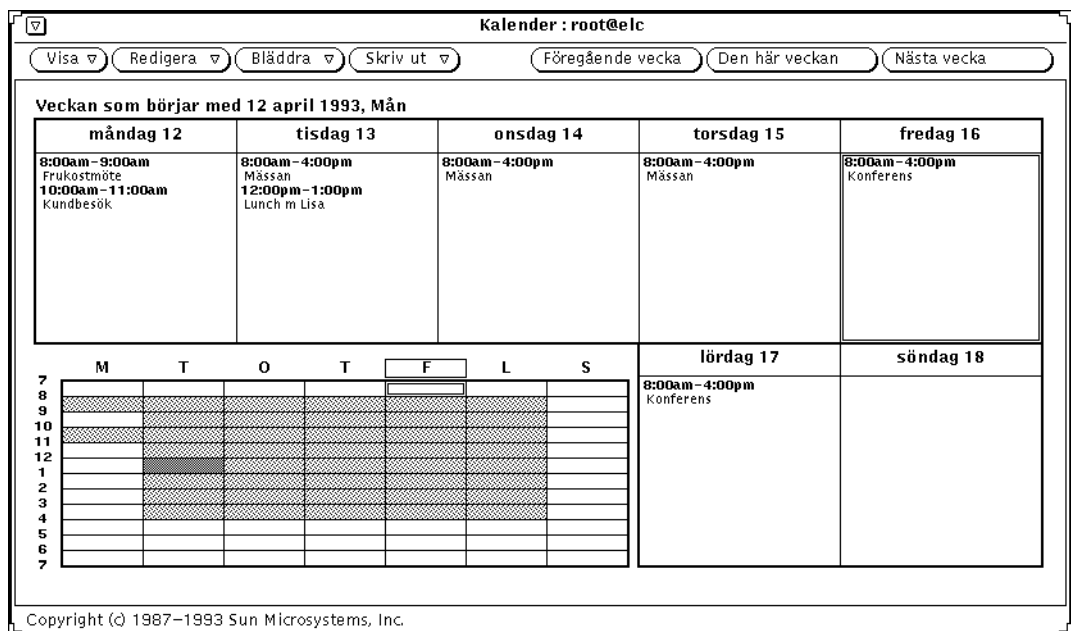 Kalender : root@elc
Visa Redigera Bläddra Skriv ut Föregående vecka Den här veckan Nästa vecka
Veckan som börjar med 12 april 1993, Mån
måndag 12 tisdag 13 onsdag 14 torsdag 15 fredag 16
8:00am-9:00am 8:00am-4:00pm 8:00am-4:00pm 8:00am-4:00pm 8:00am-4:00pm
Frukostmöte Mässan Mässan Mässan Konferens
10:00am-11:00am 12:00pm-1:00pm
Kundbesök Lunch m Lisa
lördag 17 söndag 18
M T O T F L S
7
8:00am-4:00pm
8
Konferens
9
10
11
12
1
2
3
4
5
6
7
Copyright (c) 1987-1993 Sun Microsystems, Inc.